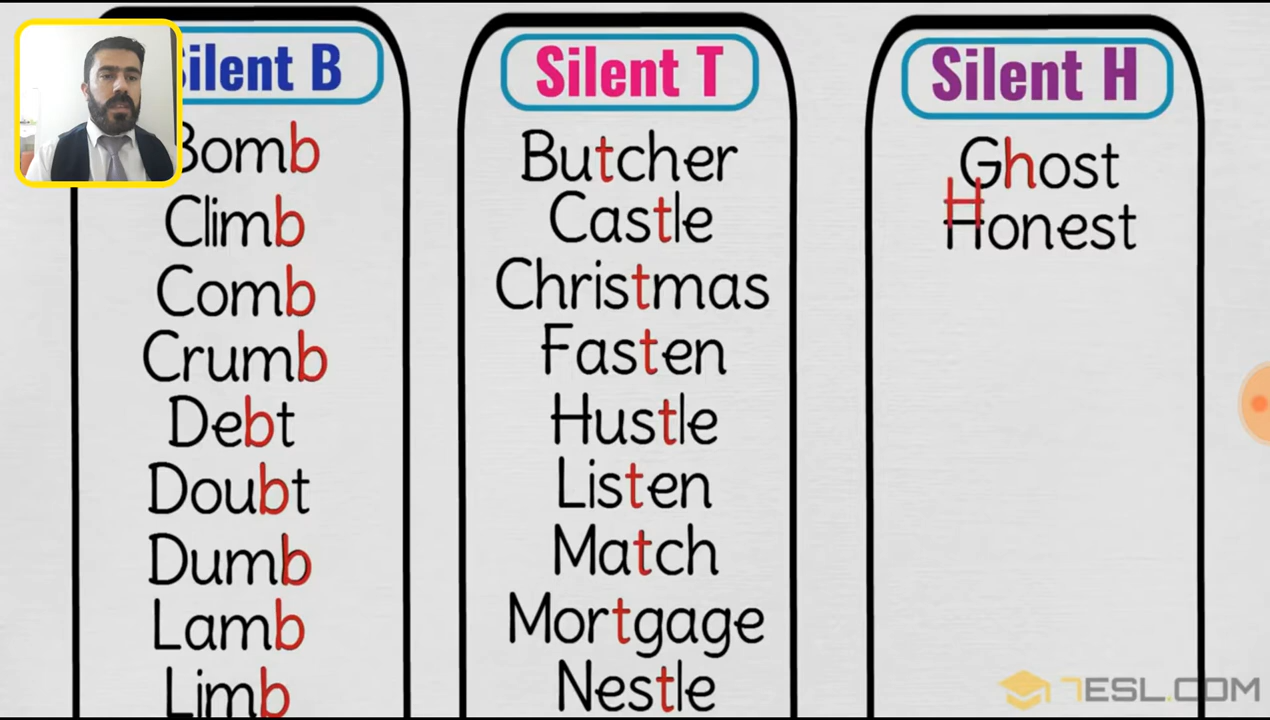 Silent B
Bomb
Climb
Comb
Crumb
Debt
Doubt
Dumb
Lamb
Limb
Silent T
Butcher
Castle
Christmas
Fasten
Hustle
Listen
Match
Mortgage
Nestle
Silent H
Ghost
H
Honest
7ESL.COM